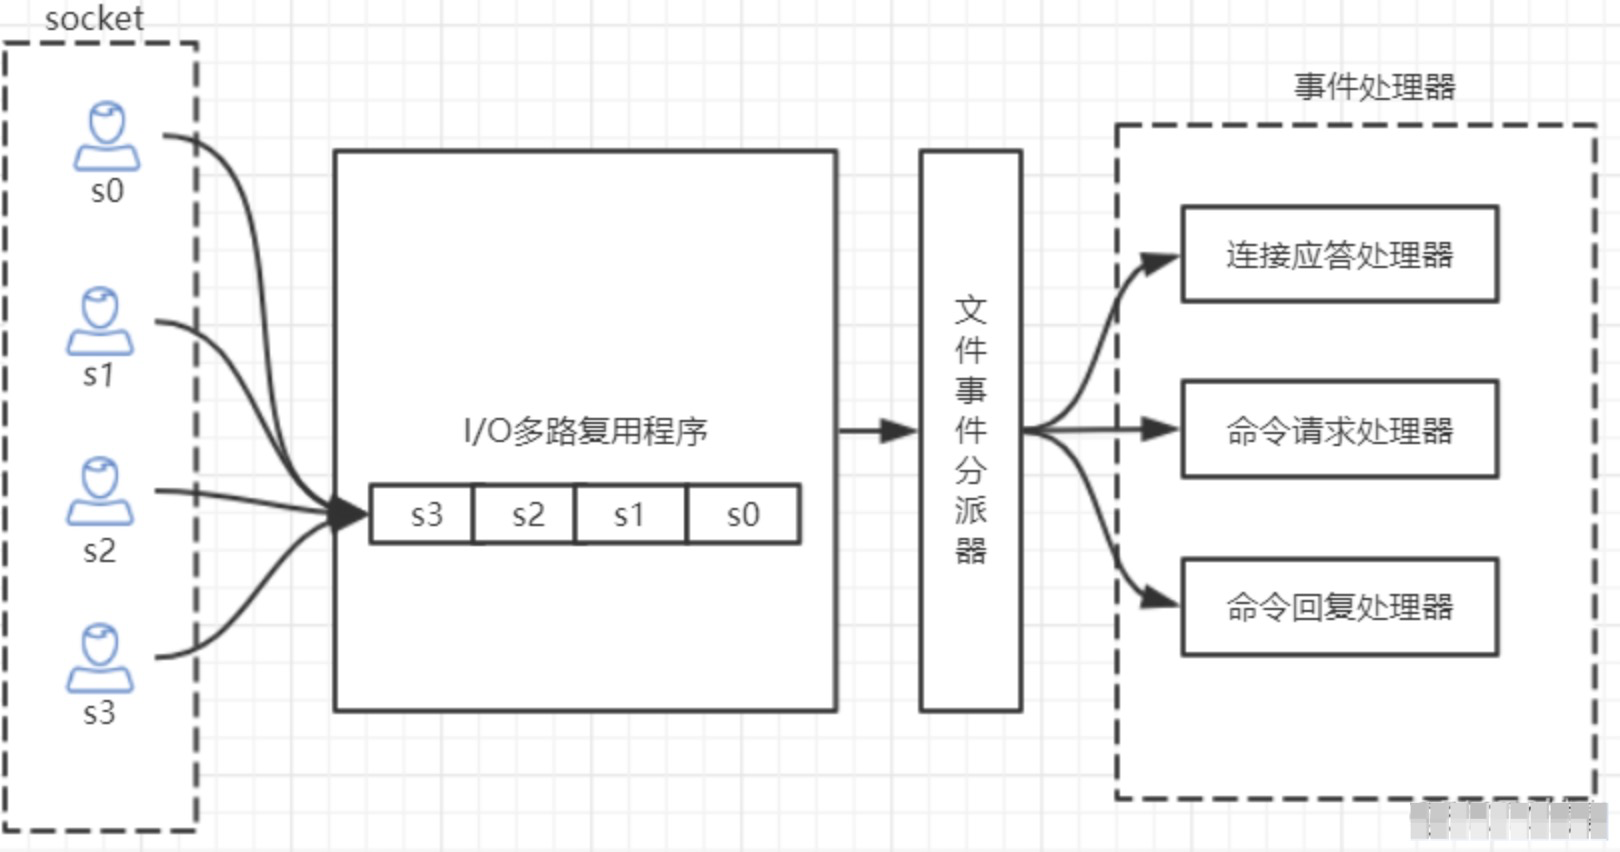 socket
s0
s1
s2
s3
I/O多路复用程序
s3 s2 s1 s0
文件事件分派器
事件处理器
连接应答处理器
命令请求处理器
命令回复处理器